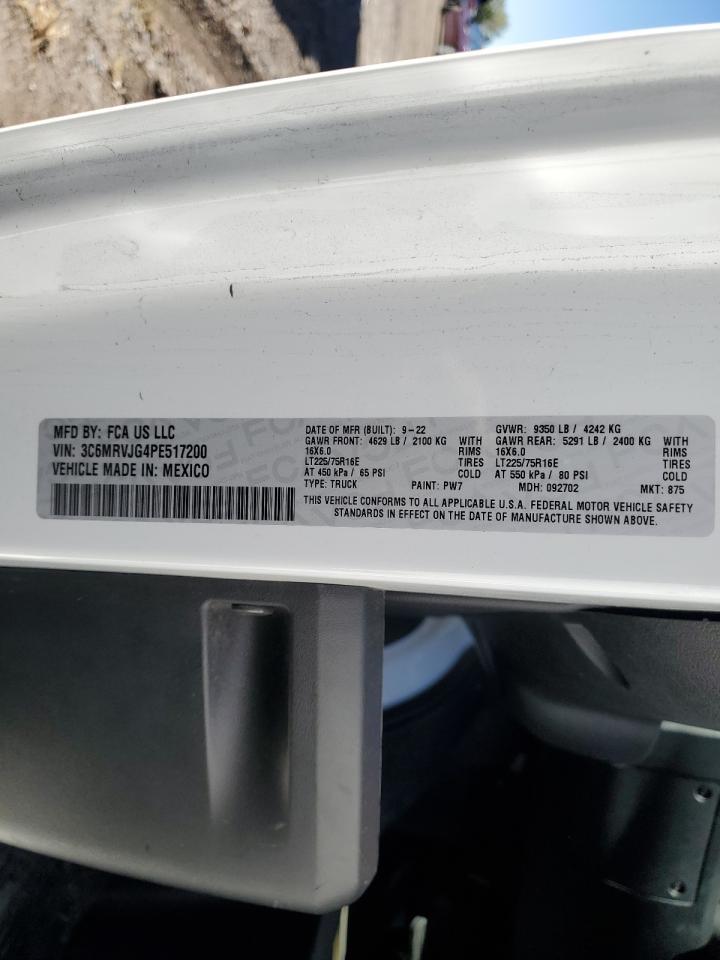 MFD BY: FCA US LLC
VIN: 3C6MRVJG4PE517200
VEHICLE MADE IN: MEXICO
DATE OF MFR (BUILT): 9-22
GAWR FRONT: 4629 LB / 2100 KG WITH
16X6.0 RIMS
LT225/75R16E TIRES
AT 450 kPa / 65 PSI COLD
TYPE: TRUCK PAINT: PW7
GVWR: 9350 LB / 4242 KG
GAWR REAR: 5291 LB / 2400 KG WITH
16X6.0 RIMS
LT225/75R16E TIRES
AT 550 kPa / 80 PSI COLD
MDH: 092702 MKT: 875
THIS VEHICLE CONFORMS TO ALL APPLICABLE U.S.A. FEDERAL MOTOR VEHICLE SAFETY
STANDARDS IN EFFECT ON THE DATE OF MANUFACTURE SHOWN ABOVE.